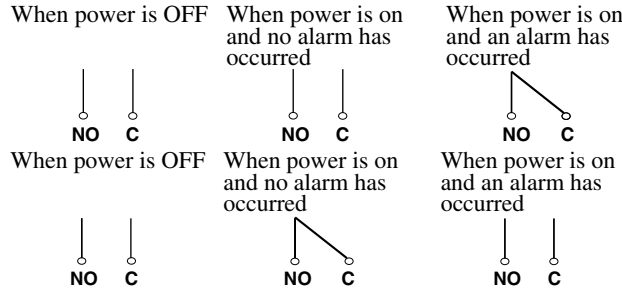 When power is OFF
When power is on
and no alarm has
occurred
When power is on
and an alarm has
occurred
NO C
NO C
NO C
When power is OFF
When power is on
and no alarm has
occurred
When power is on
and an alarm has
occurred
NO C
NO C
NO C